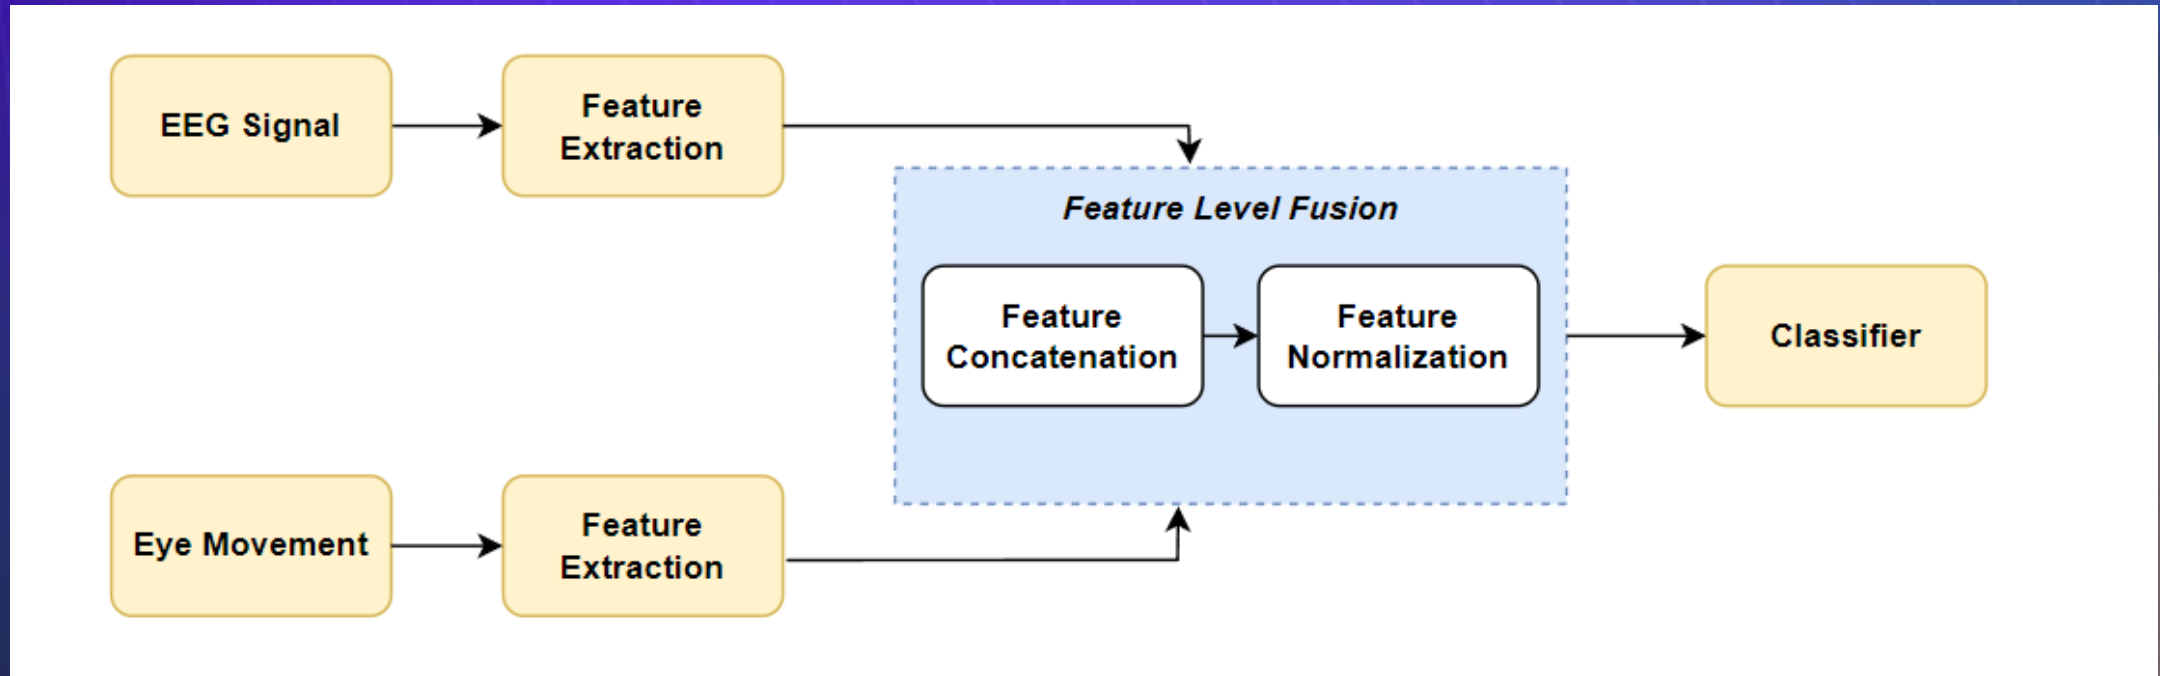 EEG Signal
Feature
Extraction
Feature Level Fusion
Feature
Concatenation
Feature
Normalization
Classifier
Eye Movement
Feature
Extraction